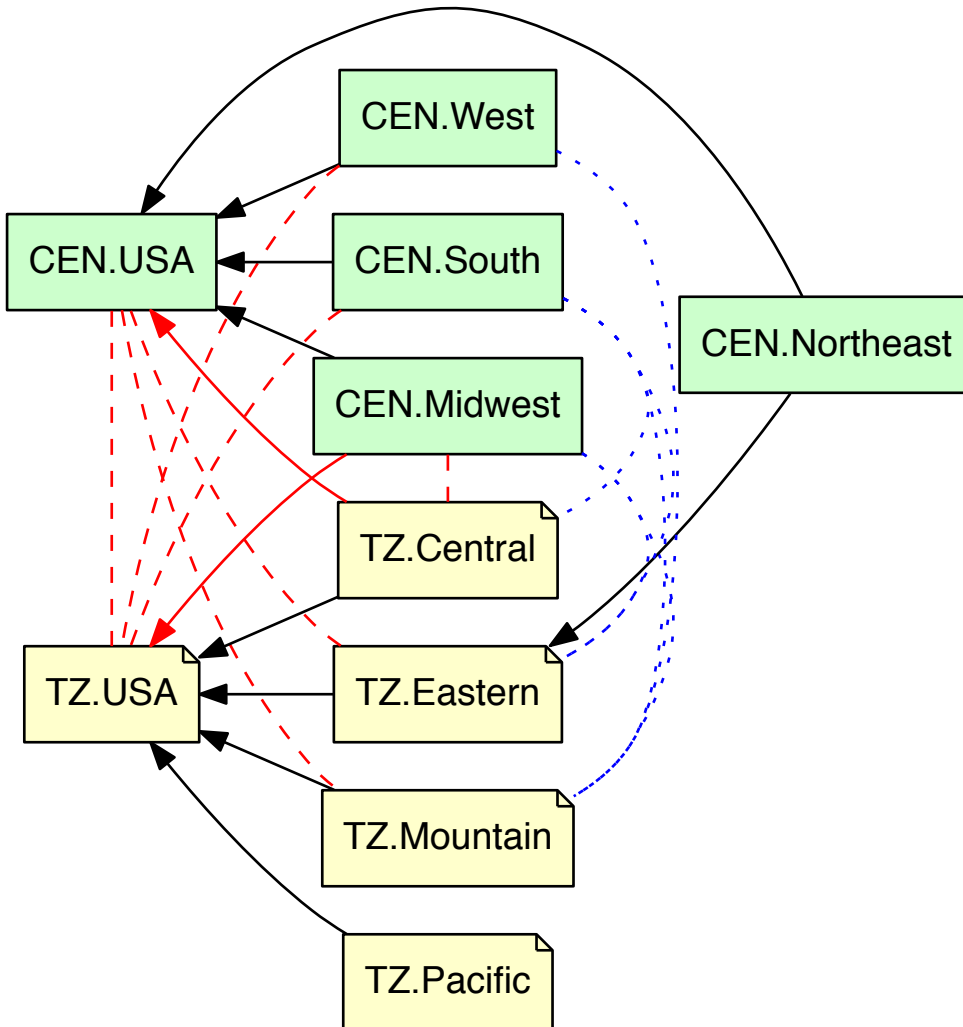 CEN.West
CEN.USA
CEN.South
CEN.Northeast
CEN.Midwest
TZ.Central
TZ.USA
TZ.Eastern
TZ.Mountain
TZ.Pacific